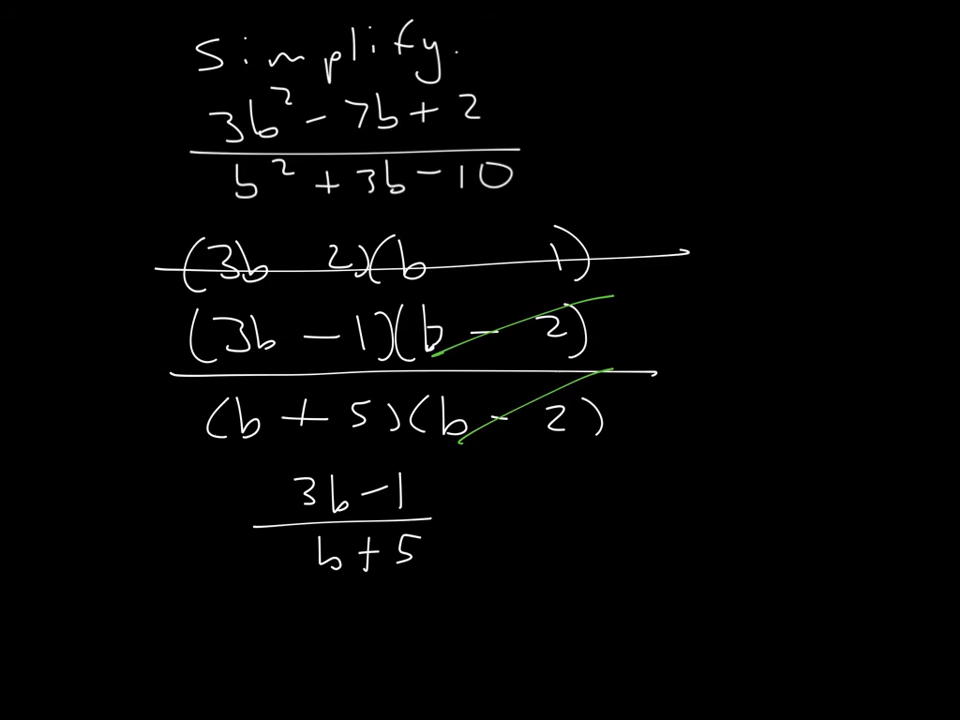 Simplify.
3b² - 7b + 2
b² + 3b - 10
(3b 2)(b 1)
(3b - 1)(b - 2)
(b + 5)(b - 2)
3b - 1
b + 5